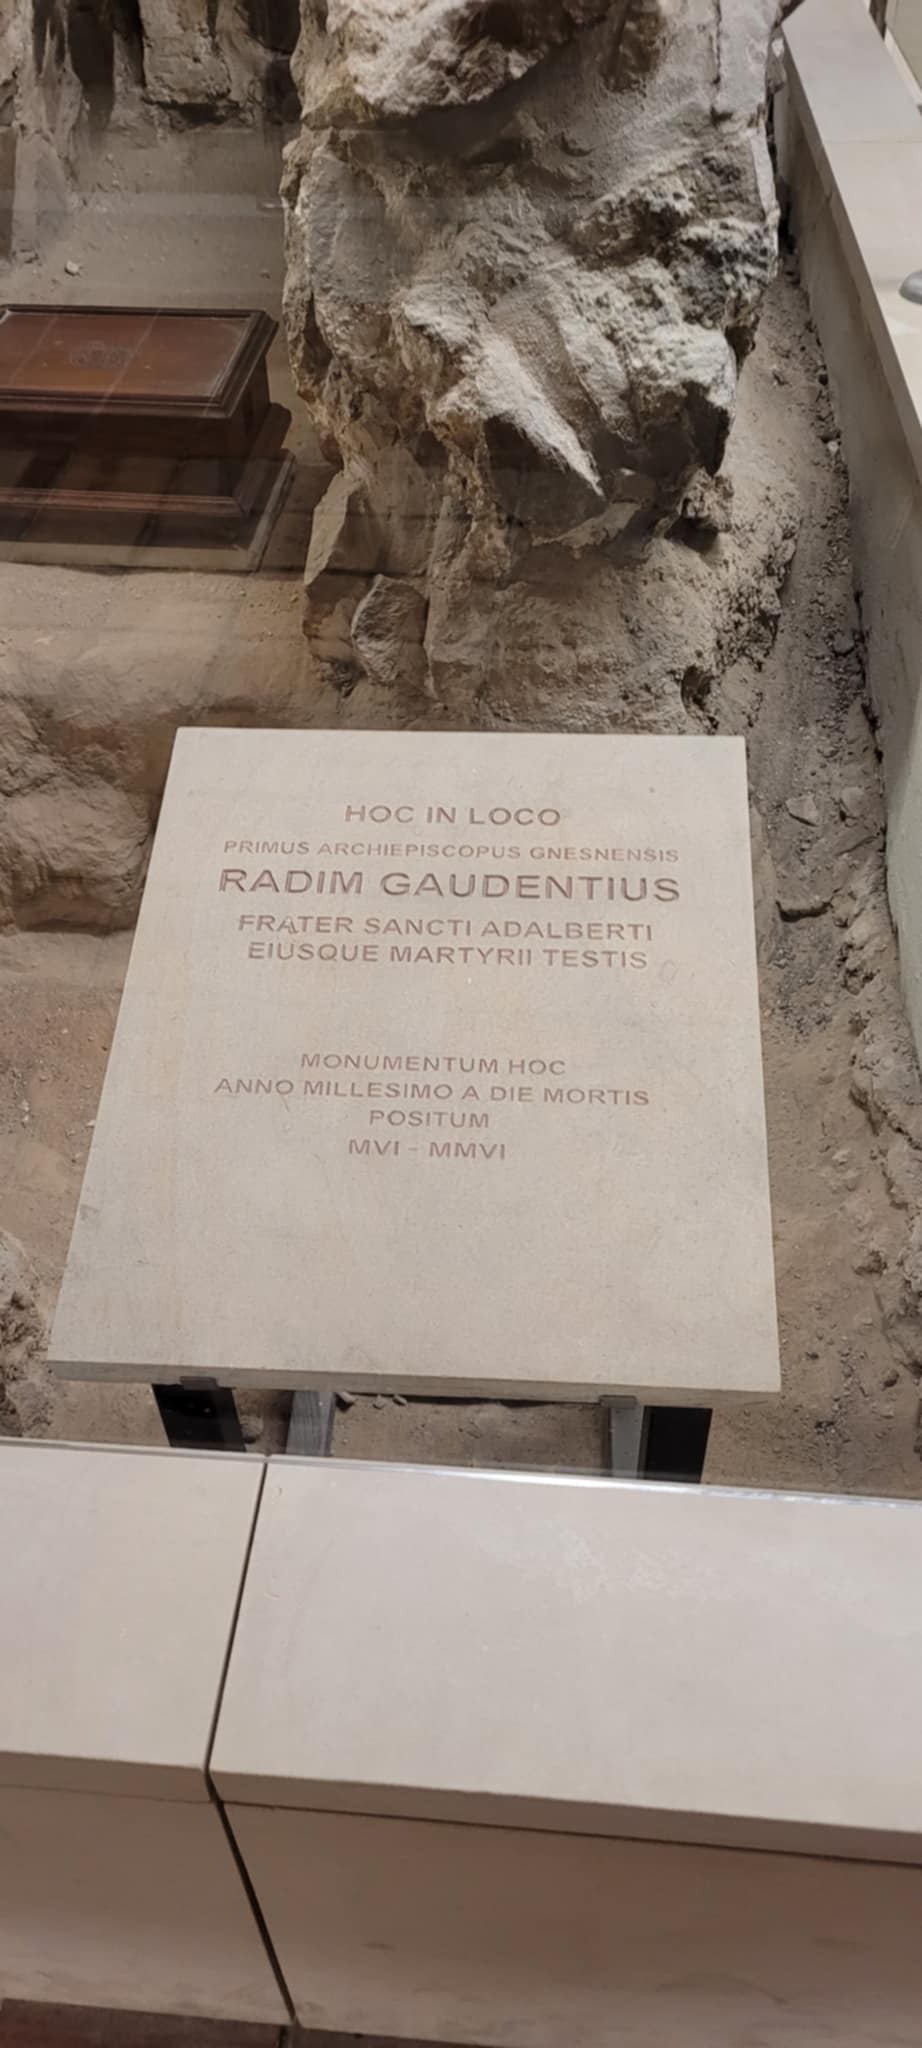 HOC IN LOCO
PRIMUS ARCHIEPISCOPUS GNESNENSIS
RADIM GAUDENTIUS
FRATER SANCTI ADALBERTI
EIUSQUE MARTYRII TESTIS
MONUMENTUM HOC
ANNO MILLESIMO A DIE MORTIS
POSITUM
MVI - MMVI